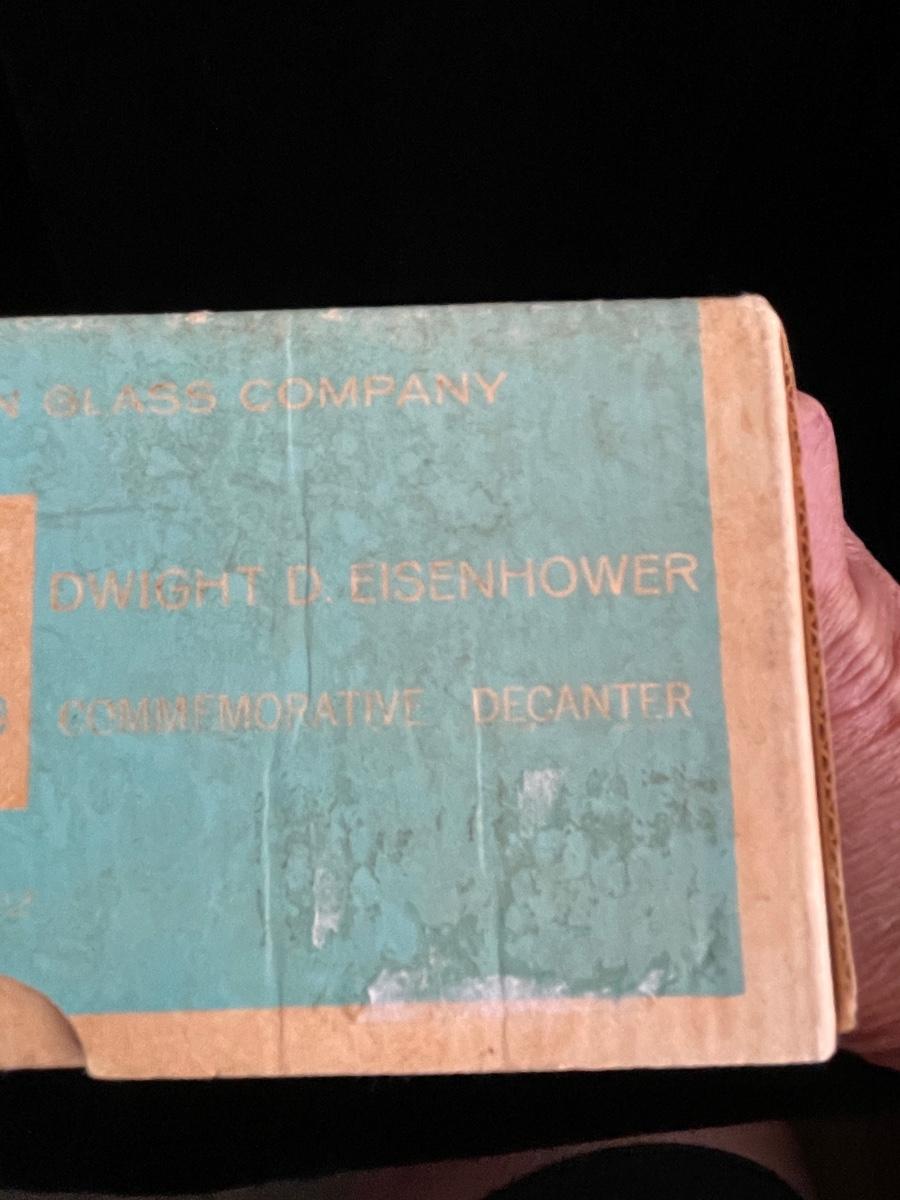 N GLASS COMPANY
DWIGHT D. EISENHOWER
COMMEMORATIVE DECANTER